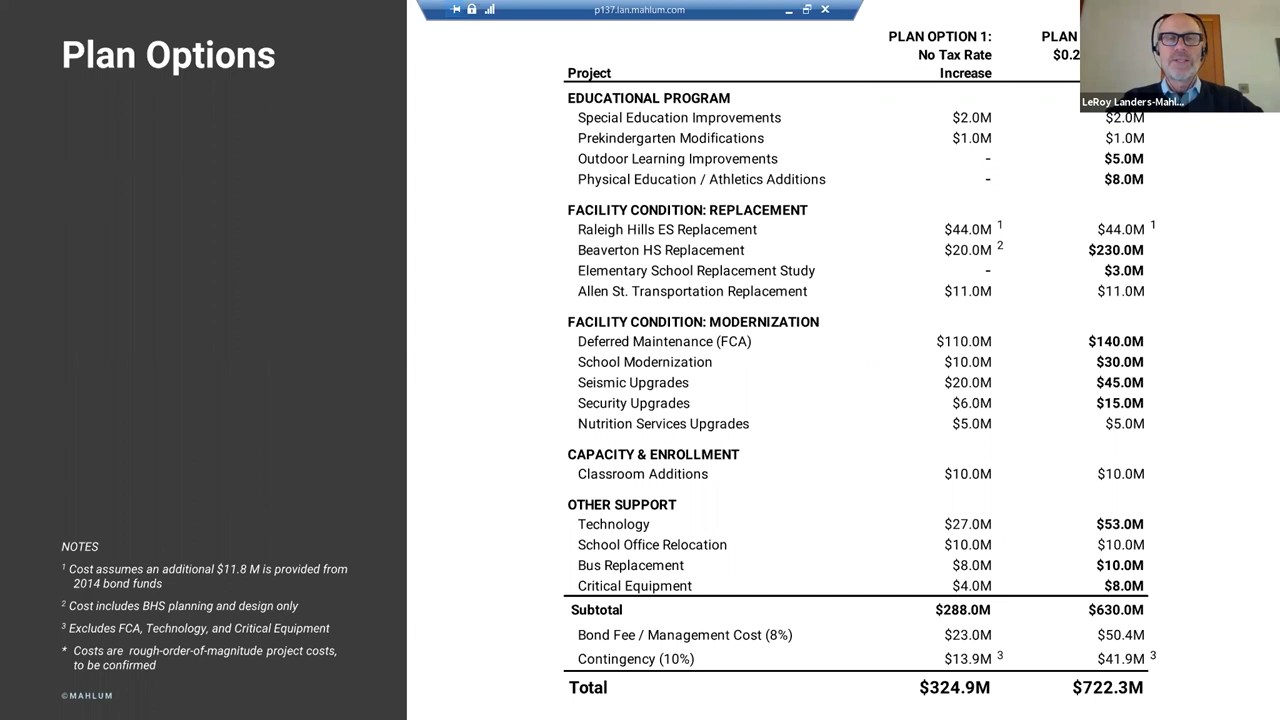 p137.lan.mahlum.com
Plan Options
PLAN OPTION 1: PLAN
No Tax Rate $0.2
Project Increase
LeRoy Landers-Mahl...
EDUCATIONAL PROGRAM
Special Education Improvements $2.0M $2.0M
Prekindergarten Modifications $1.0M $1.0M
Outdoor Learning Improvements - $5.0M
Physical Education / Athletics Additions - $8.0M
FACILITY CONDITION: REPLACEMENT
Raleigh Hills ES Replacement $44.0M 1 $44.0M 1
Beaverton HS Replacement $20.0M 2 $230.0M
Elementary School Replacement Study - $3.0M
Allen St. Transportation Replacement $11.0M $11.0M
FACILITY CONDITION: MODERNIZATION
Deferred Maintenance (FCA) $110.0M $140.0M
School Modernization $10.0M $30.0M
Seismic Upgrades $20.0M $45.0M
Security Upgrades $6.0M $15.0M
Nutrition Services Upgrades $5.0M $5.0M
CAPACITY & ENROLLMENT
Classroom Additions $10.0M $10.0M
OTHER SUPPORT
Technology $27.0M $53.0M
School Office Relocation $10.0M $10.0M
Bus Replacement $8.0M $10.0M
Critical Equipment $4.0M $8.0M
Subtotal $288.0M $630.0M
Bond Fee / Management Cost (8%) $23.0M $50.4M
Contingency (10%) $13.9M 3 $41.9M 3
Total $324.9M $722.3M
NOTES
1 Cost assumes an additional $11.8 M is provided from
2014 bond funds
2 Cost includes BHS planning and design only
3 Excludes FCA, Technology, and Critical Equipment
* Costs are rough-order-of-magnitude project costs,
to be confirmed
©MAHLUM